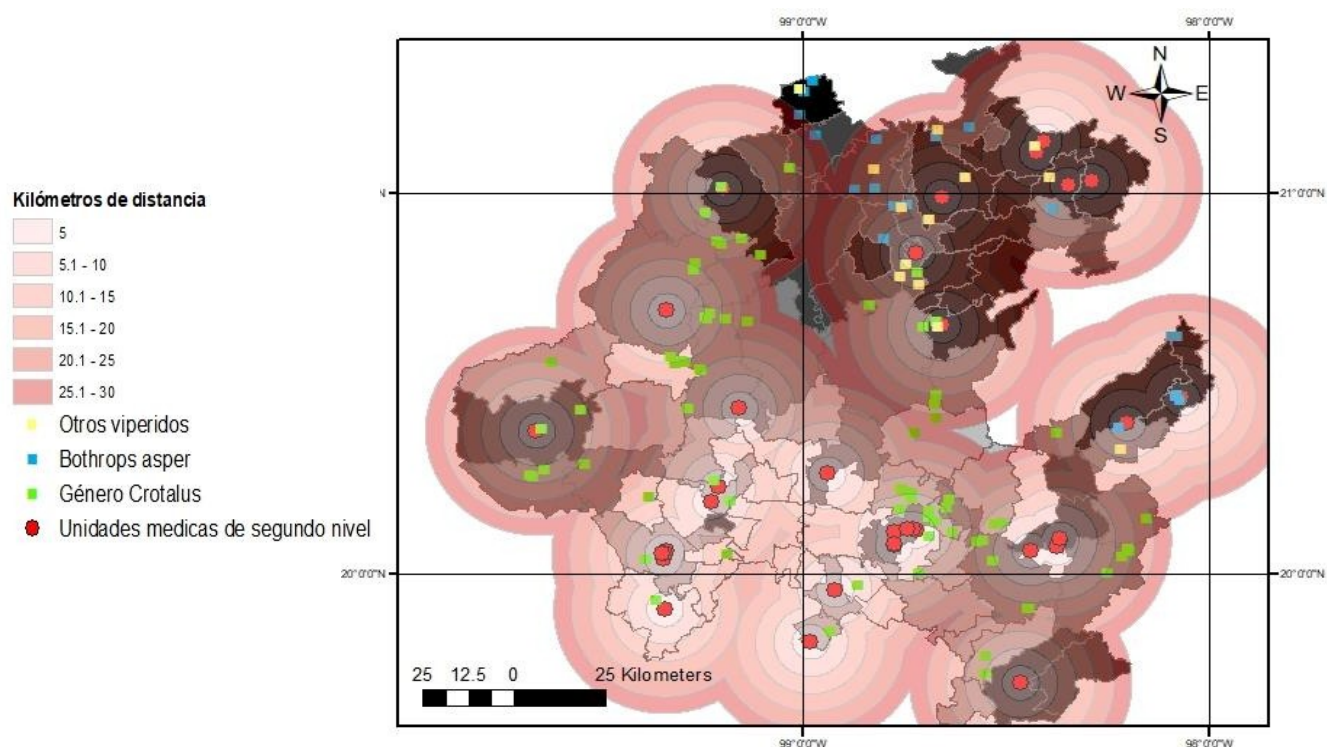 99°0'0"W
98°0'0"W
N
W E
S
Kilómetros de distancia
5
5.1 - 10
10.1 - 15
15.1 - 20
20.1 - 25
25.1 - 30
Otros viperidos
Bothrops asper
Género Crotalus
Unidades medicas de segundo nivel
21°0'0"N
20°0'0"N
20°0'0"N
25 12.5 0 25 Kilometers
99°0'0"W
98°0'0"W